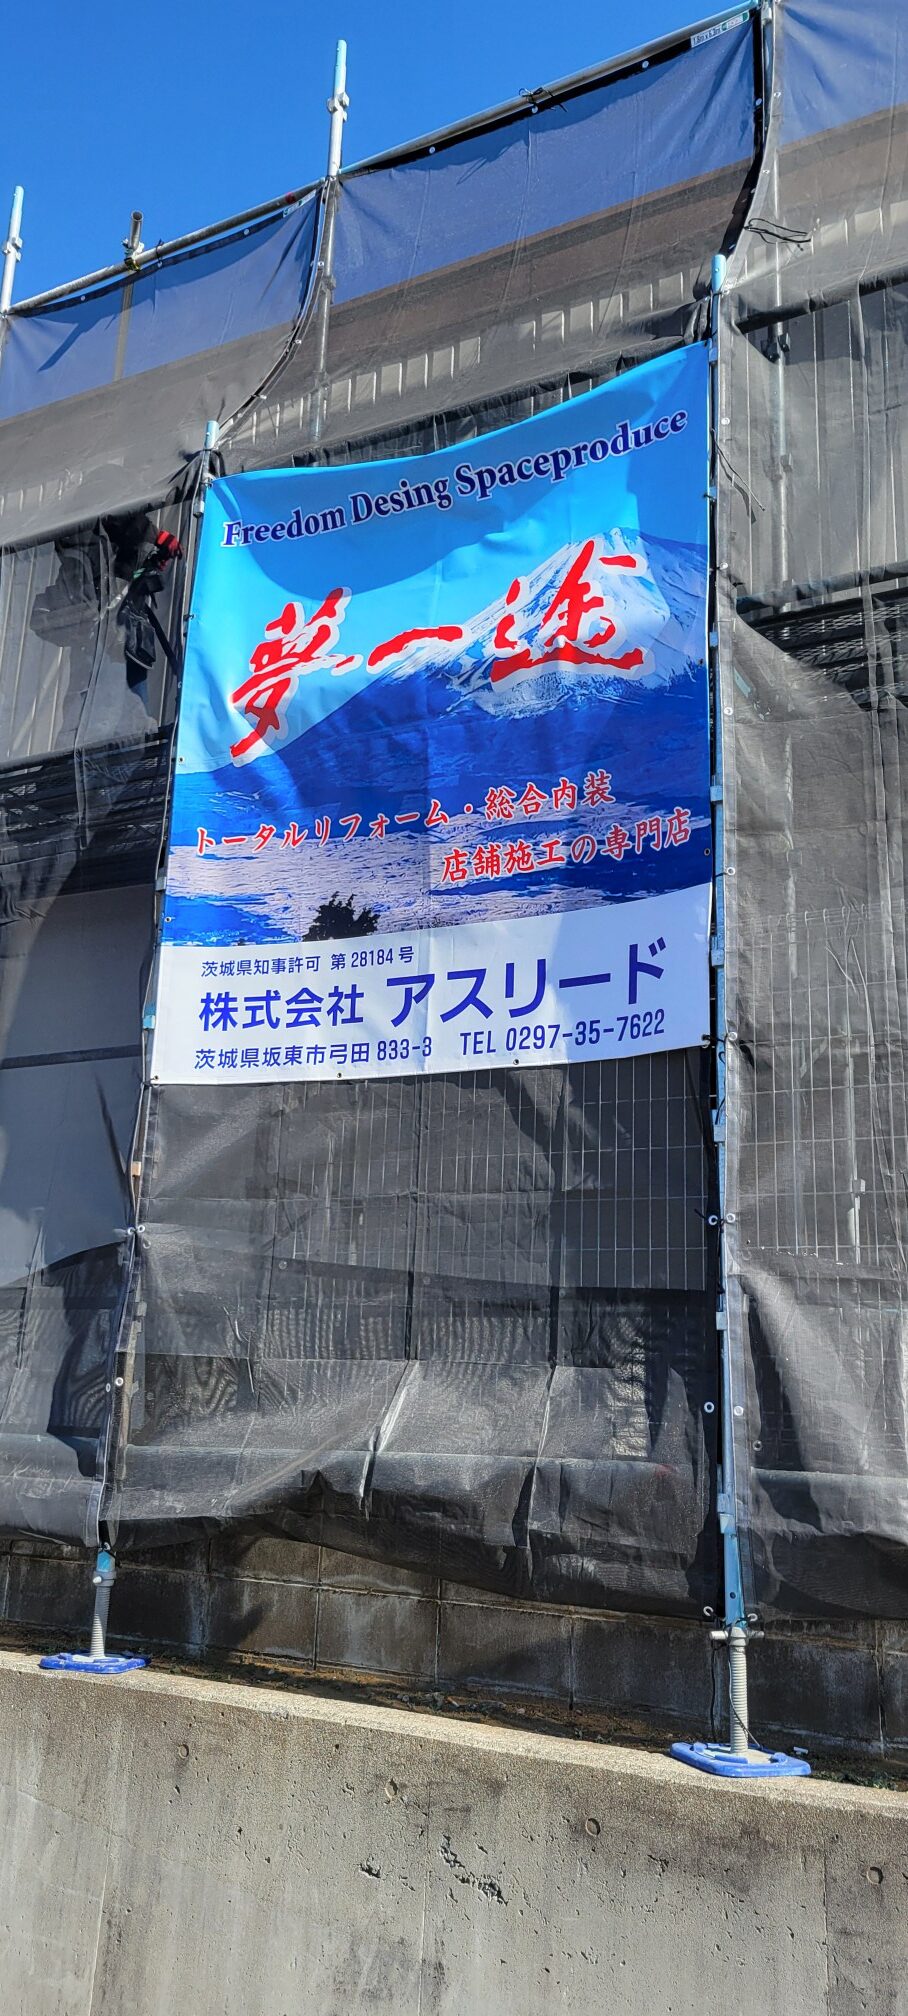 Freedom Desing Spaceproduce
夢一途
トータルリフォーム・総合内装
店舗施工の専門店
茨城県知事許可 第28184号
株式会社 アスリード
茨城県坂東市弓田833-3 TEL 0297-35-7622